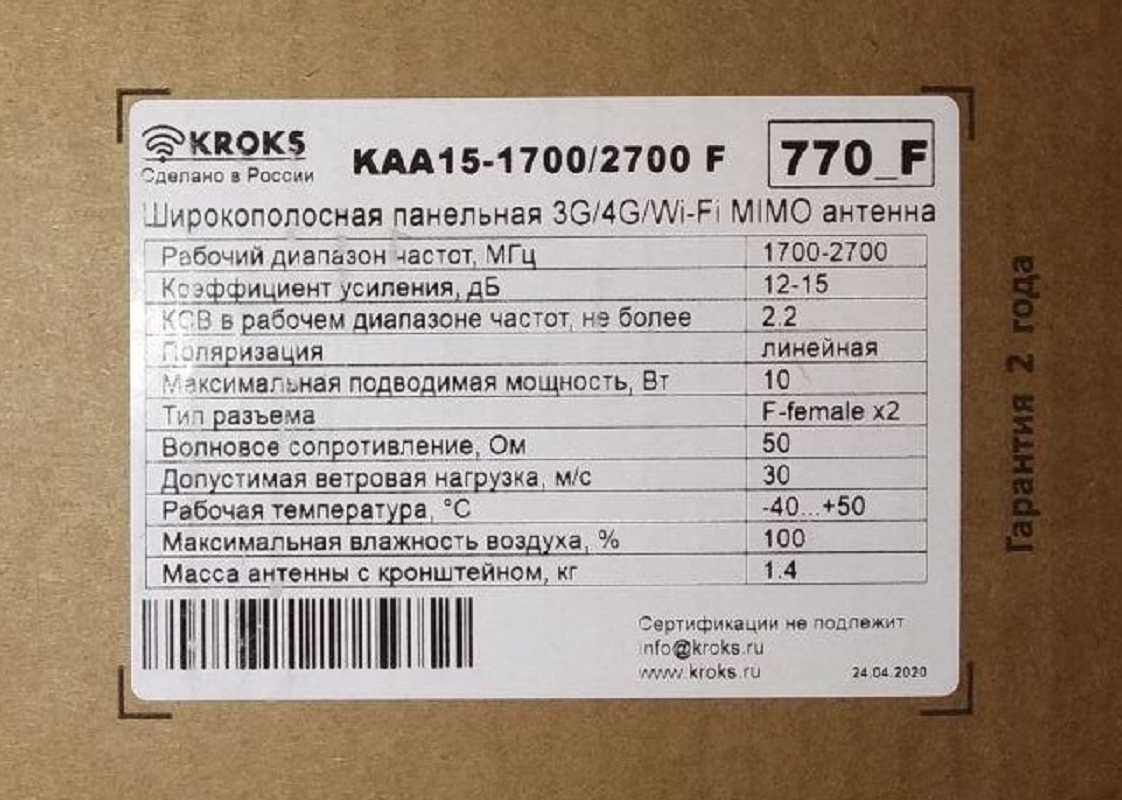 KROKS
Сделано в России
KAA15-1700/2700 F
770_F
Широкополосная панельная 3G/4G/Wi-Fi MIMO антенна
Рабочий диапазон частот, МГц 1700-2700
Коэффициент усиления, дБ 12-15
КСВ в рабочем диапазоне частот, не более 2.2
Поляризация линейная
Максимальная подводимая мощность, Вт 10
Тип разъема F-female x2
Волновое сопротивление, Ом 50
Допустимая ветровая нагрузка, м/с 30
Рабочая температура, °С -40...+50
Максимальная влажность воздуха, % 100
Масса антенны с кронштейном, кг 1.4
Сертификации не подлежит
info@kroks.ru
www.kroks.ru
24.04.2020
Гарантия 2 года